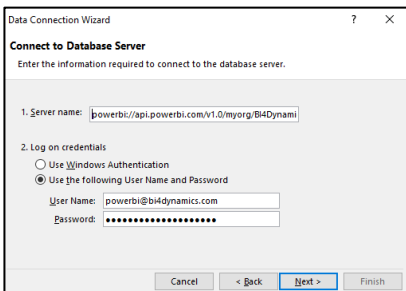 Data Connection Wizard
? ×
Connect to Database Server
Enter the information required to connect to the database server.
1. Server name: powerbi://api.powerbi.com/v1.0/myorg/BI4Dynami
2. Log on credentials
Use Windows Authentication
Use the following User Name and Password
User Name: powerbi@bi4dynamics.com
Password: ●●●●●●●●●●●●●●●●●●●
Cancel < Back Next > Finish